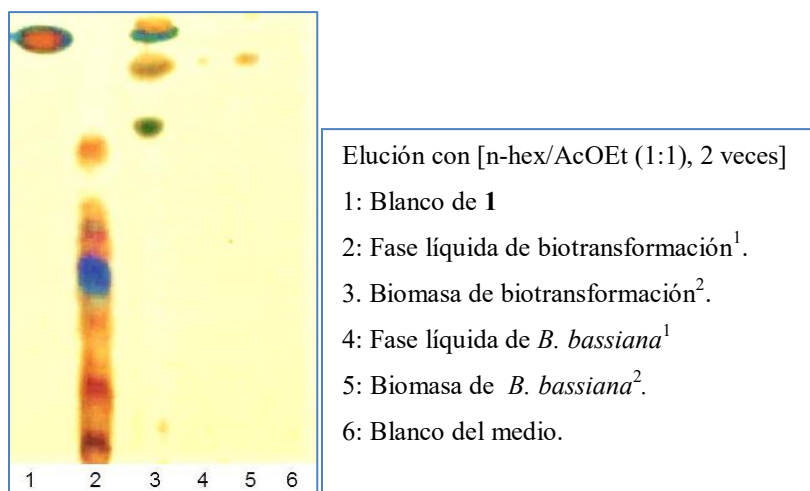 1 2 3 4 5 6
Elución con [n-hex/AcOEt (1:1), 2 veces]
1: Blanco de 1
2: Fase líquida de biotransformación¹.
3. Biomasa de biotransformación².
4: Fase líquida de B. bassiana¹
5: Biomasa de B. bassiana².
6: Blanco del medio.